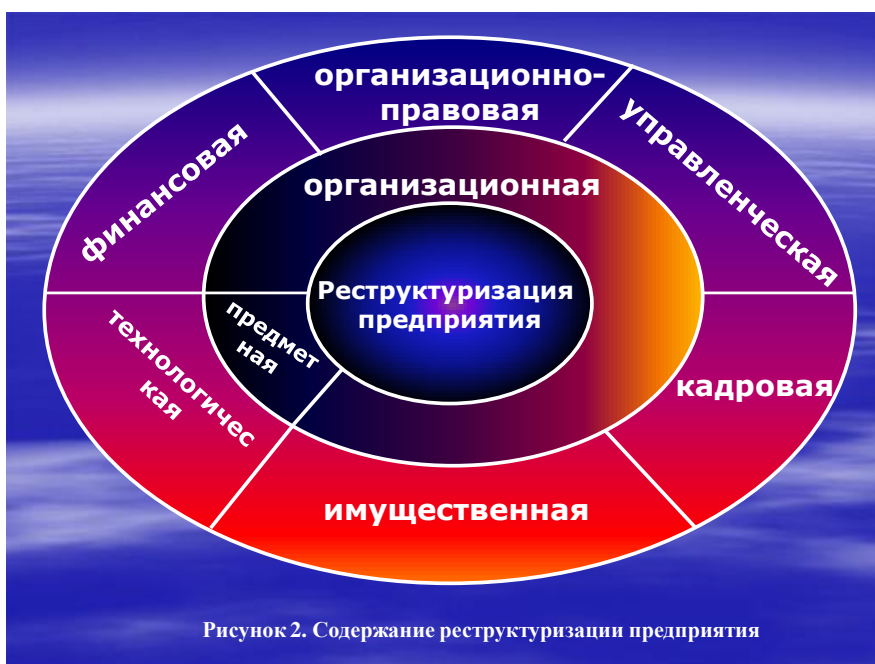 организационно-
правовая
финансовая
управленческая
организационная
Реструктуризация
предприятия
предмет
ная
технологичес
кая
кадровая
имущественная
Рисунок 2. Содержание реструктуризации предприятия